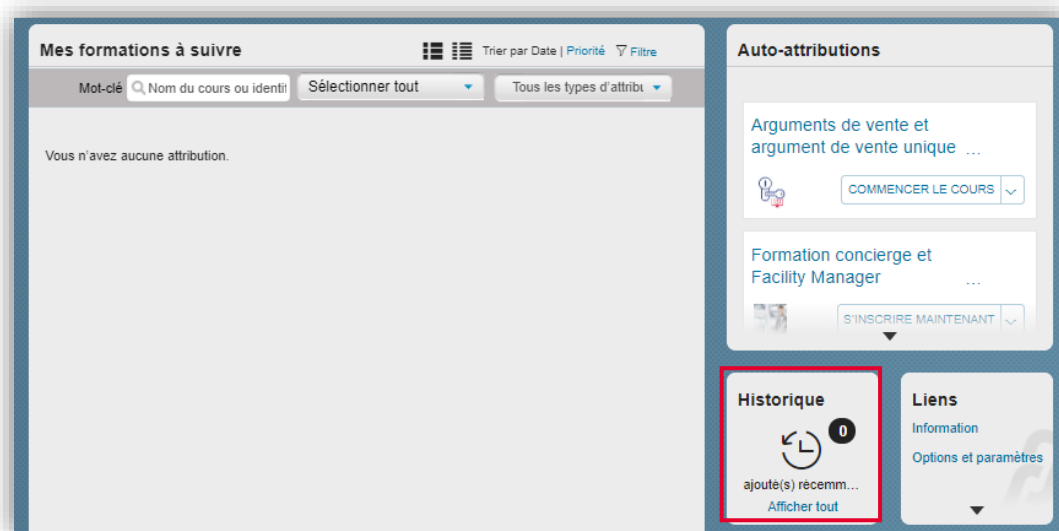 Mes formations à suivre
Trier par Date | Priorité Filtre
Mot-clé Nom du cours ou identit Sélectionner tout Tous les types d'attribu
Vous n'avez aucune attribution.
Auto-attributions
Arguments de vente et
argument de vente unique ...
COMMENCER LE COURS
Formation concierge et
Facility Manager ...
S'INSCRIRE MAINTENANT
Historique
0
ajouté(s) récemm...
Afficher tout
Liens
Information
Options et paramètres